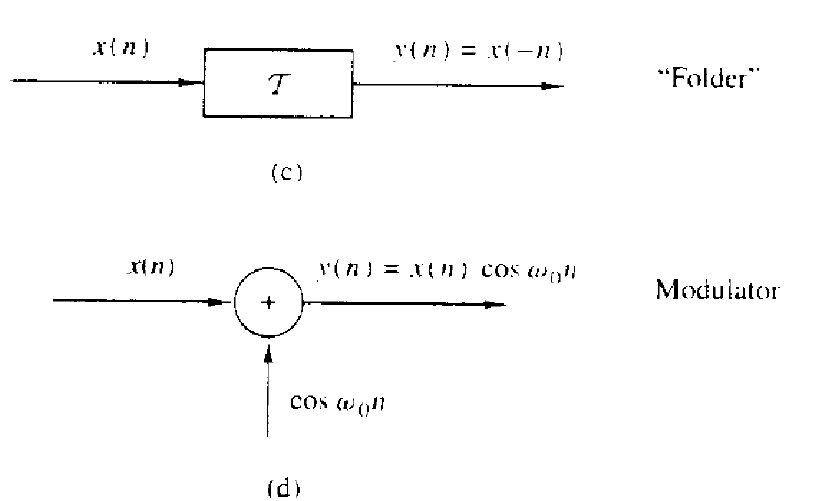 x(n)
y(n) = x(−n)
"Folder"
𝒯
(c)
x(n)
y(n) = x(n) cos ω₀n
Modulator
+
cos ω₀n
(d)